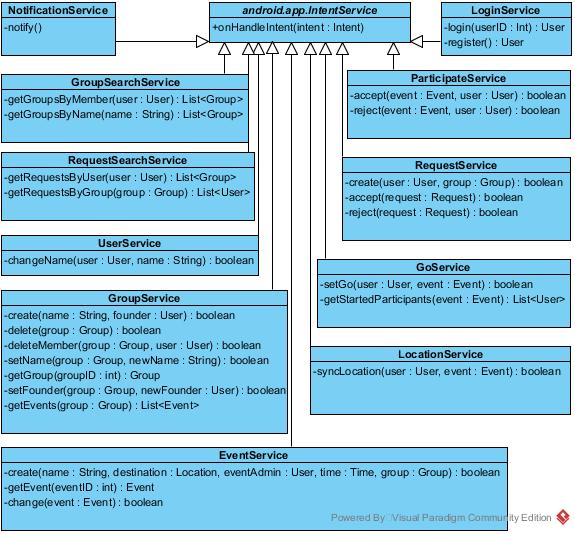 NotificationService
-notify()
android.app.IntentService
+onHandleIntent(intent : Intent)
LoginService
-login(userID : Int) : User
-register() : User
GroupSearchService
-getGroupsByMember(user : User) : List<Group>
-getGroupsByName(name : String) : List<Group>
ParticipateService
-accept(event : Event, user : User) : boolean
-reject(event : Event, user : User) : boolean
RequestSearchService
-getRequestsByUser(user : User) : List<Group>
-getRequestsByGroup(group : Group) : List<User>
RequestService
-create(user : User, group : Group) : boolean
-accept(request : Request) : boolean
-reject(request : Request) : boolean
UserService
-changeName(user : User, name : String) : boolean
GoService
-setGo(user : User, event : Event) : boolean
-getStartedParticipants(event : Event) : List<User>
GroupService
-create(name : String, founder : User) : boolean
-delete(group : Group) : boolean
-deleteMember(group : Group, user : User) : boolean
-setName(group : Group, newName : String) : boolean
-getGroup(groupID : int) : Group
-setFounder(group : Group, newFounder : User) : boolean
-getEvents(group : Group) : List<Event>
LocationService
-syncLocation(user : User, event : Event) : boolean
EventService
-create(name : String, destination : Location, eventAdmin : User, time : Time, group : Group) : boolean
-getEvent(eventID : int) : Event
-change(event : Event) : boolean
Powered By Visual Paradigm Community Edition